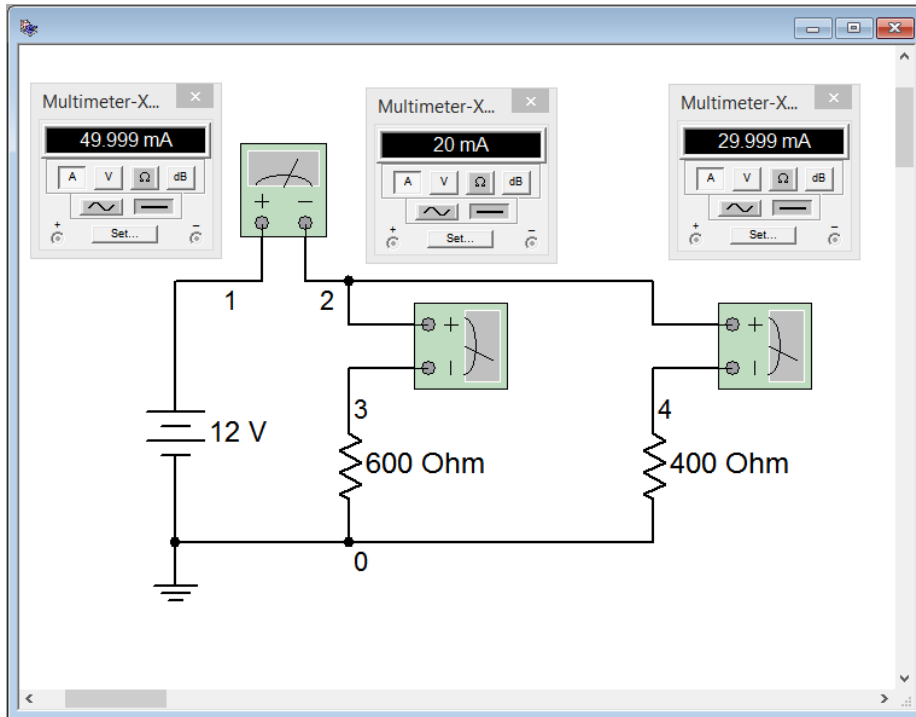 Multimeter-X...
49.999 mA
A V Ω dB
+ −
Set...
Multimeter-X...
20 mA
A V Ω dB
+ −
Set...
Multimeter-X...
29.999 mA
A V Ω dB
+ −
Set...
+ −
1 2
+
−
+
−
3
4
12 V
600 Ohm
400 Ohm
0